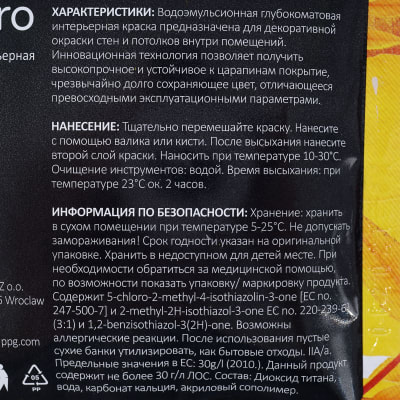 ro
ьерная
ХАРАКТЕРИСТИКИ: Водоэмульсионная глубокоматовая
интерьерная краска предназначена для декоративной
окраски стен и потолков внутри помещений.
Инновационная технология позволяет получить
высокопрочное и устойчивое к царапинам покрытие,
чрезвычайно долго сохраняющее цвет, отличающееся
превосходными эксплуатационными параметрами.
НАНЕСЕНИЕ: Тщательно перемешайте краску. Нанесите
с помощью валика или кисти. После высыхания нанесите
второй слой краски. Наносить при температуре 10-30°C.
Очищение инструментов: водой. Время высыхания: при
температуре 23°C ок. 2 часов.
ИНФОРМАЦИЯ ПО БЕЗОПАСНОСТИ: Хранение: хранить
в сухом помещении при температуре 5-25°C. Не допускать
замораживания! Срок годности указан на оригинальной
упаковке. Хранить в недоступном для детей месте. При
необходимости обратиться за медицинской помощью,
по возможности показать упаковку/ маркировку продукта.
Содержит 5-chloro-2-methyl-4-isothiazolin-3-one [EC no.
247-500-7] и 2-methyl-2H-isothiazol-3-one EC no. 220-239-6]
(3:1) и 1,2-benzisothiazol-3(2H)-one. Возможны
аллергические реакции. После использования пустые
сухие банки утилизировать, как бытовые отходы. IIA/a.
Предельные значения в ЕС: 30g/l (2010.). Данный продукт
содержит не более 30 г/л ЛОС. Состав: Диоксид титана,
вода, карбонат кальция, акриловый сополимер,
Z o.o.
5 Wroclaw
ppg.com
05
PP